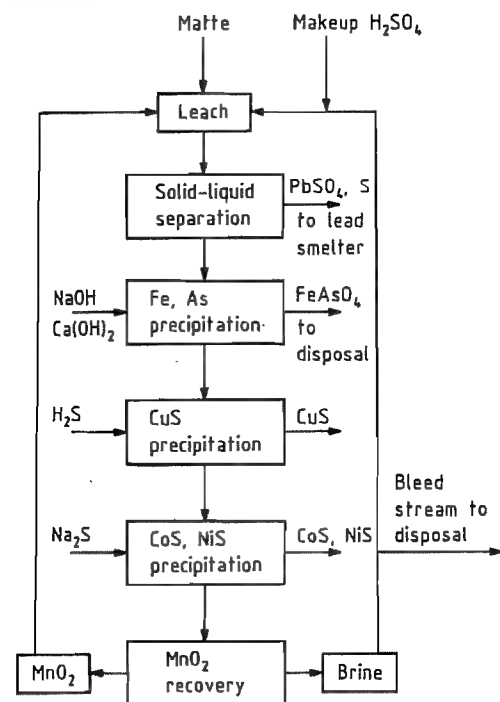 Matte
Makeup H₂SO₄
Leach
Solid-liquid
separation
PbSO₄, S
to lead
smelter
NaOH
Ca(OH)₂
Fe, As
precipitation
FeAsO₄
to
disposal
H₂S
CuS
precipitation
CuS
Bleed
stream to
disposal
Na₂S
CoS, NiS
precipitation
CoS, NiS
MnO₂
MnO₂
recovery
Brine